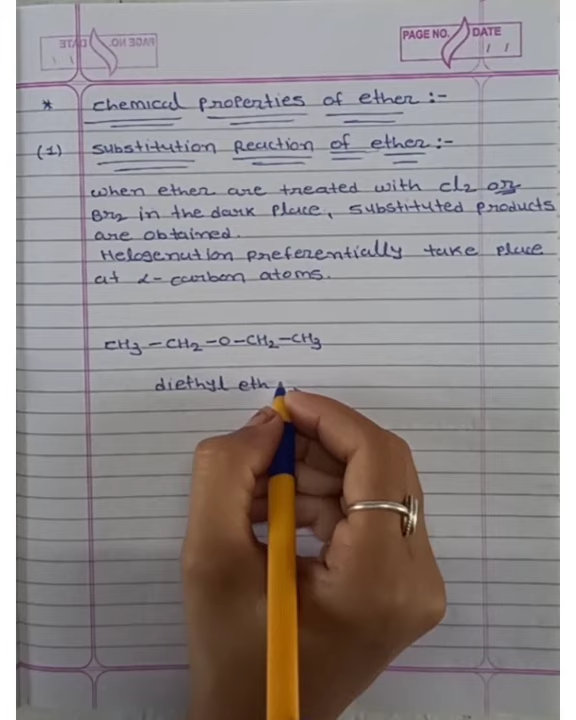 PAGE NO.
DATE
/ /
* Chemical Properties of ether :-
(1) Substitution Reaction of ether :-
when ether are treated with cl2 or
Br2 in the dark place, substituted products
are obtained.
Helogenation preferentially take place
at α-carbon atoms.
CH3 – CH2 – O – CH2 – CH3
diethyl eth